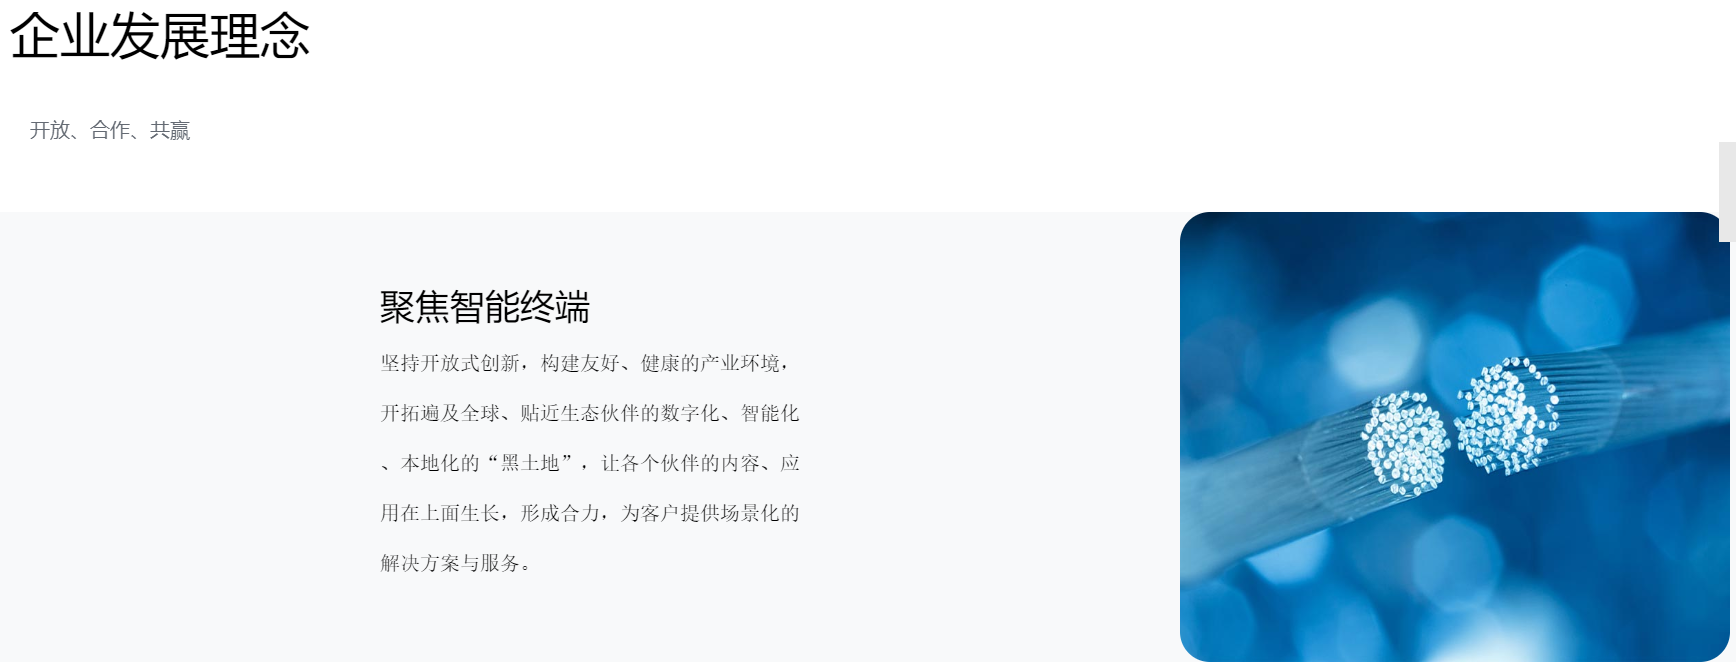 企业发展理念
开放、合作、共赢
聚焦智能终端
坚持开放式创新，构建友好、健康的产业环境，
开拓遍及全球、贴近生态伙伴的数字化、智能化
、本地化的“黑土地”，让各个伙伴的内容、应
用在上面生长，形成合力，为客户提供场景化的
解决方案与服务。